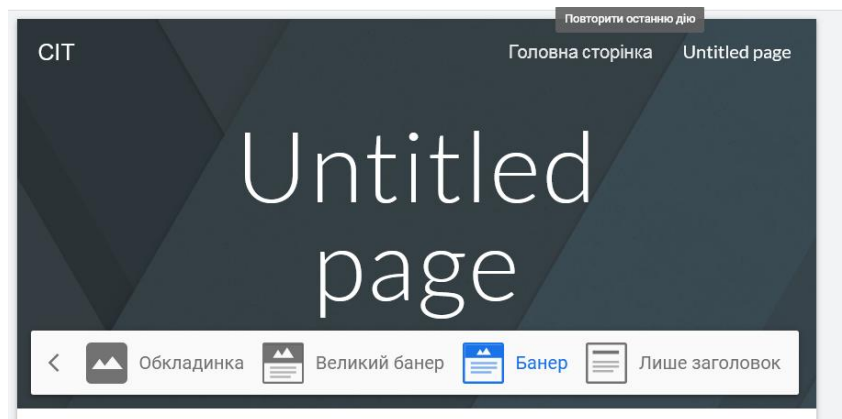 Повторити останню дію
CIT
Головна сторінка
Untitled page
Untitled
page
Обкладинка
Великий банер
Банер
Лише заголовок